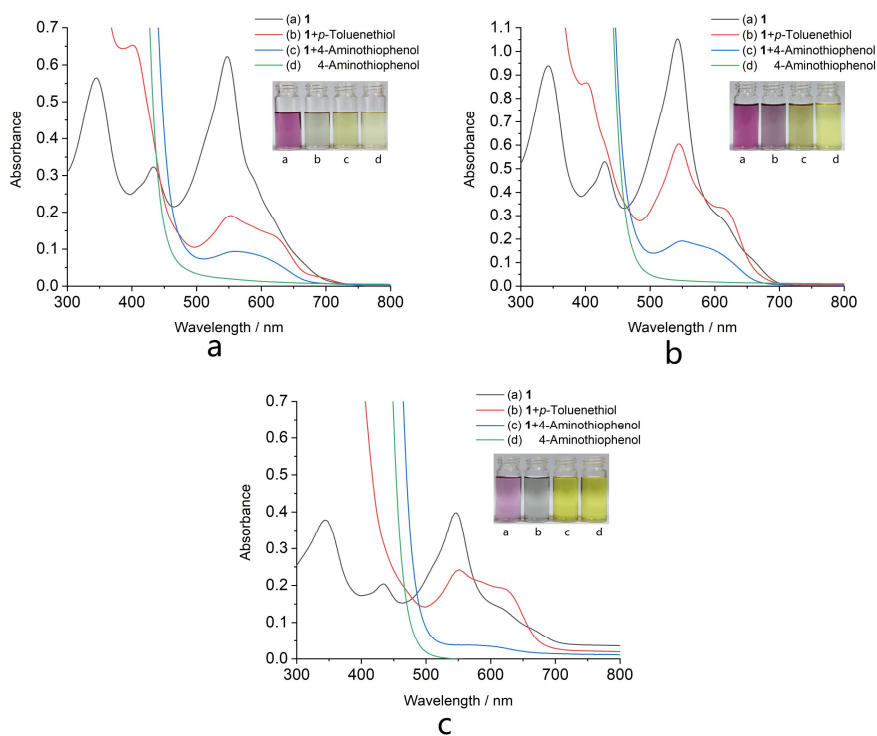 0.7
0.6
0.5
0.4
0.3
0.2
0.1
0.0
Absorbance
300 400 500 600 700 800
Wavelength / nm
(a) 1
(b) 1+p-Toluenethiol
(c) 1+4-Aminothiophenol
(d) 4-Aminothiophenol
a b c d
a
1.1
1.0
0.9
0.8
0.7
0.6
0.5
0.4
0.3
0.2
0.1
0.0
Absorbance
300 400 500 600 700 800
Wavelength / nm
(a) 1
(b) 1+p-Toluenethiol
(c) 1+4-Aminothiophenol
(d) 4-Aminothiophenol
a b c d
b
0.7
0.6
0.5
0.4
0.3
0.2
0.1
0.0
Absorbance
300 400 500 600 700 800
Wavelength / nm
(a) 1
(b) 1+p-Toluenethiol
(c) 1+4-Aminothiophenol
(d) 4-Aminothiophenol
a b c d
c